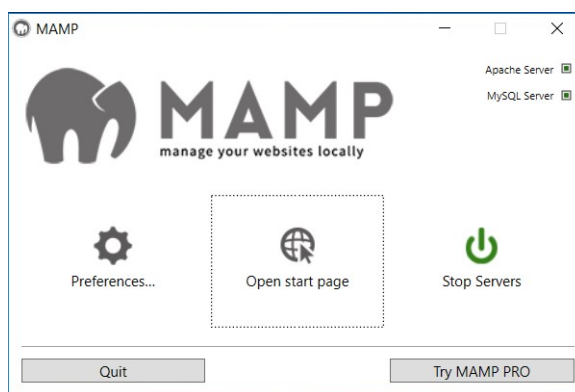 MAMP
Apache Server
MySQL Server
MAMP
manage your websites locally
Preferences...
Open start page
Stop Servers
Quit
Try MAMP PRO